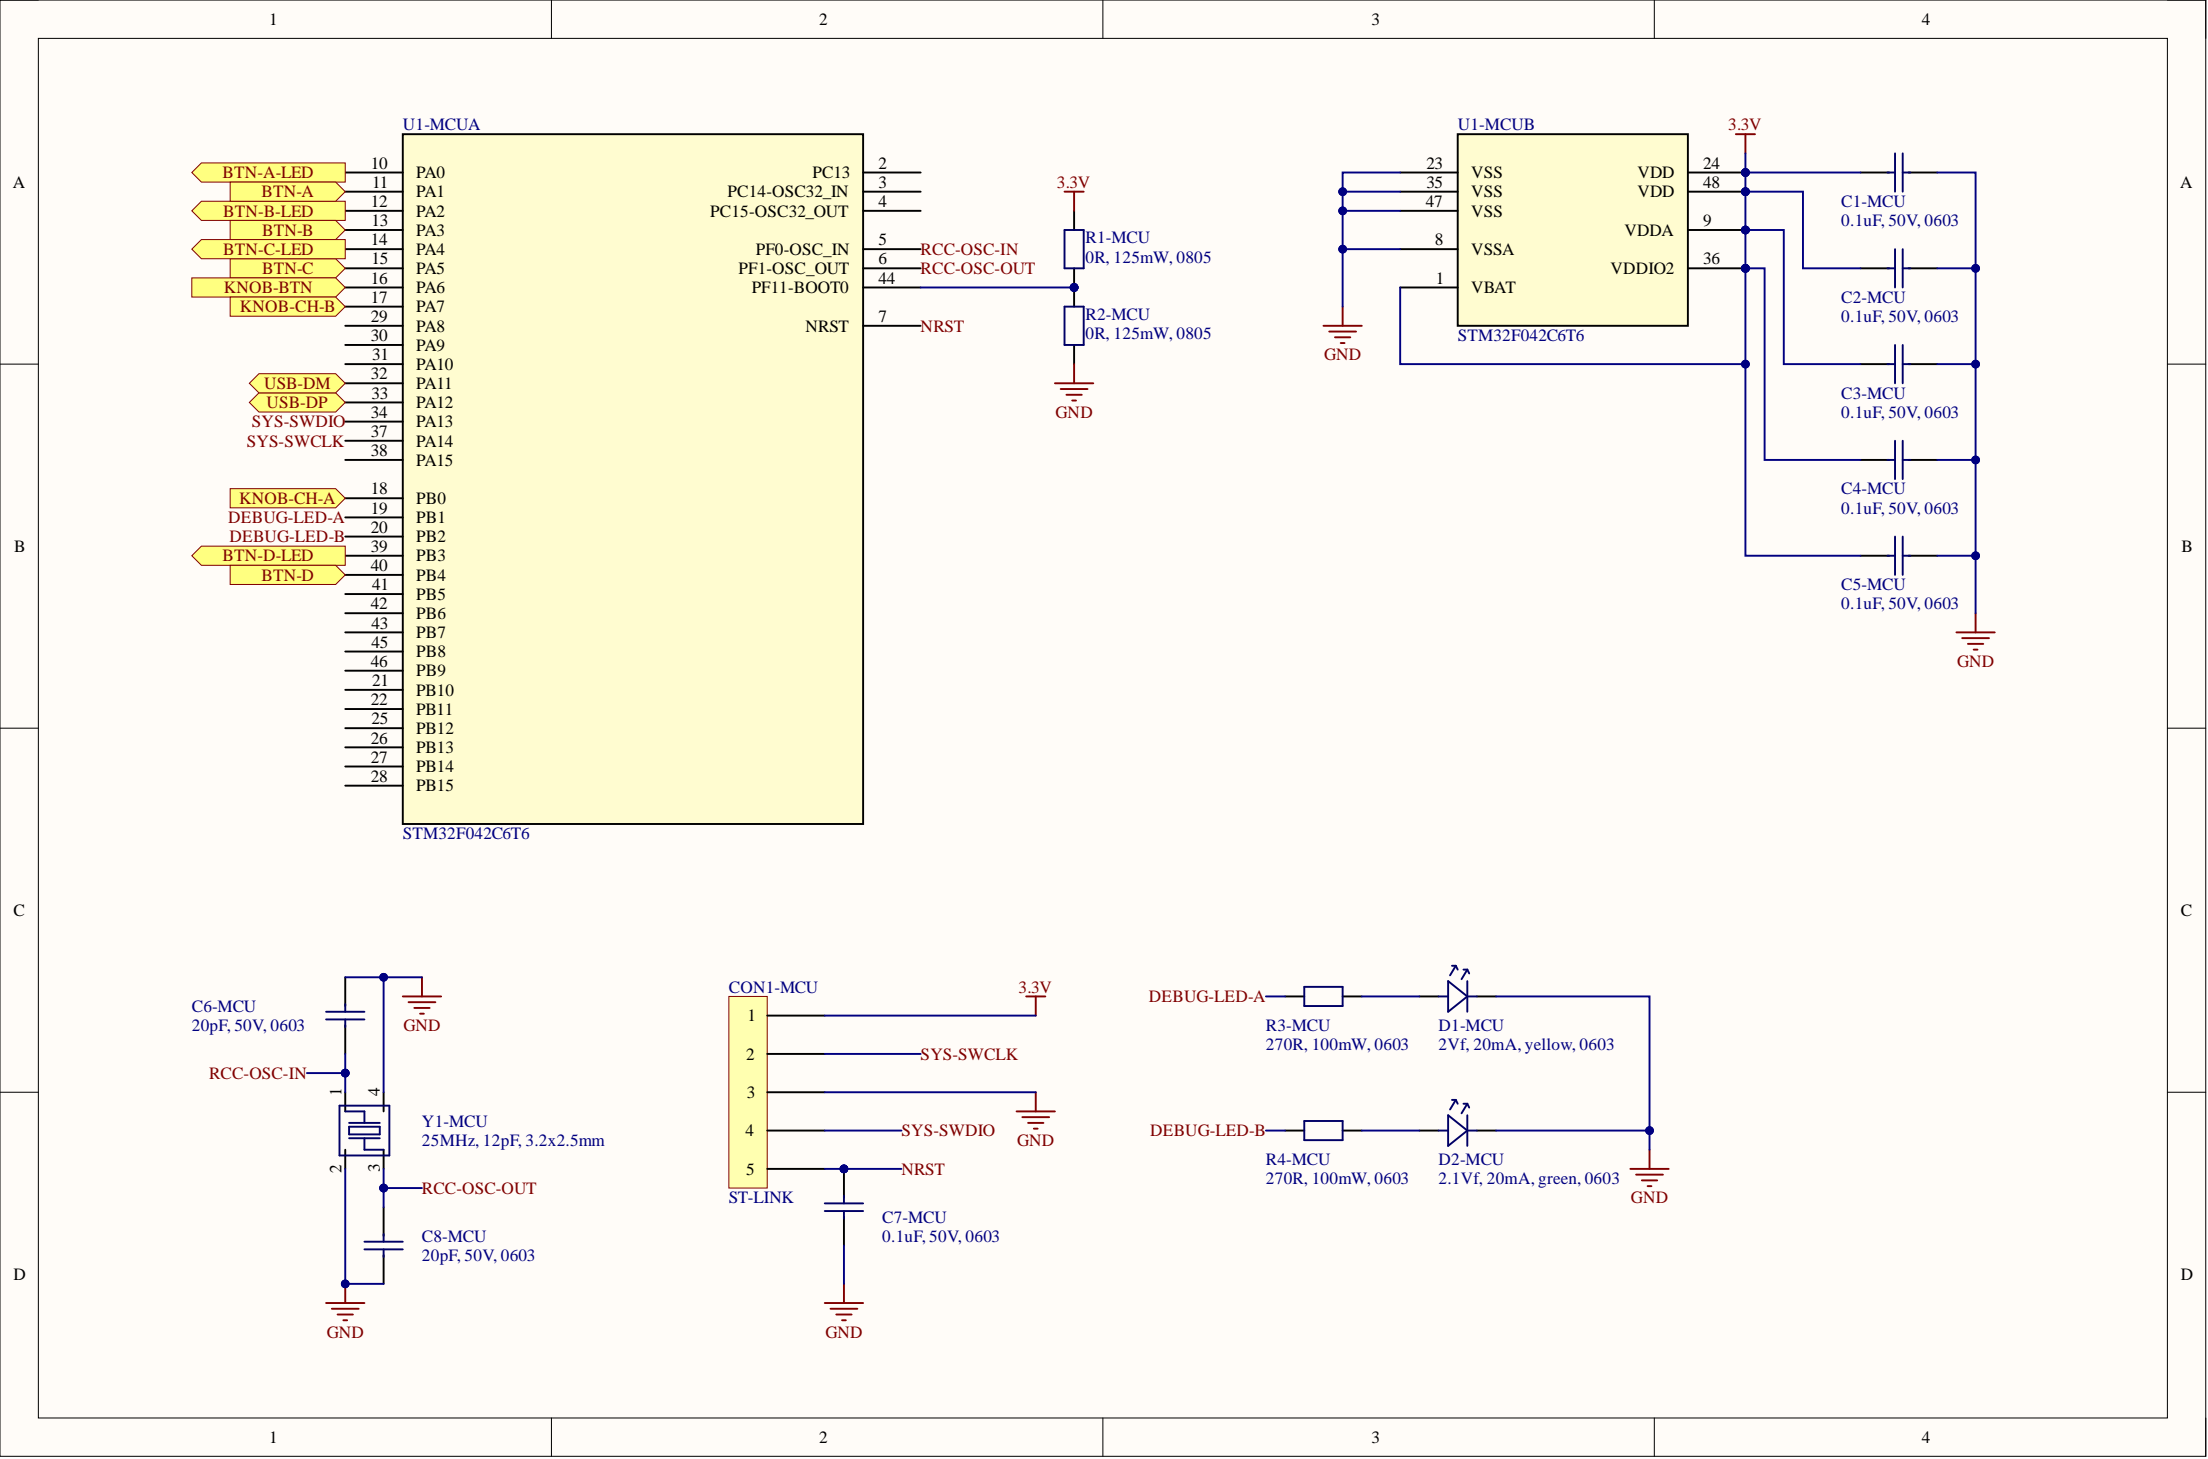 1 2 3 4
A A
B B
C C
D D
U1-MCUA
BTN-A-LED 10 PA0
BTN-A 11 PA1
BTN-B-LED 12 PA2
BTN-B 13 PA3
BTN-C-LED 14 PA4
BTN-C 15 PA5
KNOB-BTN 16 PA6
KNOB-CH-B 17 PA7
29 PA8
30 PA9
31 PA10
USB-DM 32 PA11
USB-DP 33 PA12
SYS-SWDIO 34 PA13
SYS-SWCLK 37 PA14
38 PA15
KNOB-CH-A 18 PB0
DEBUG-LED-A 19 PB1
DEBUG-LED-B 20 PB2
BTN-D-LED 39 PB3
BTN-D 40 PB4
41 PB5
42 PB6
43 PB7
45 PB8
46 PB9
21 PB10
22 PB11
25 PB12
26 PB13
27 PB14
28 PB15
PC13 2
PC14-OSC32_IN 3
PC15-OSC32_OUT 4
PF0-OSC_IN 5 RCC-OSC-IN
PF1-OSC_OUT 6 RCC-OSC-OUT
PF11-BOOT0 44
NRST 7 NRST
STM32F042C6T6
3.3V
R1-MCU
0R, 125mW, 0805
R2-MCU
0R, 125mW, 0805
GND
U1-MCUB
23 VSS
35 VSS
47 VSS
8 VSSA
1 VBAT
VDD 24
VDD 48
VDDA 9
VDDIO2 36
STM32F042C6T6
GND
3.3V
C1-MCU
0.1uF, 50V, 0603
C2-MCU
0.1uF, 50V, 0603
C3-MCU
0.1uF, 50V, 0603
C4-MCU
0.1uF, 50V, 0603
C5-MCU
0.1uF, 50V, 0603
GND
C6-MCU
20pF, 50V, 0603
GND
RCC-OSC-IN
1 4
Y1-MCU
25MHz, 12pF, 3.2x2.5mm
2 3
RCC-OSC-OUT
C8-MCU
20pF, 50V, 0603
GND
CON1-MCU
1 3.3V
2 SYS-SWCLK
3 GND
4 SYS-SWDIO
5 NRST
ST-LINK
C7-MCU
0.1uF, 50V, 0603
GND
DEBUG-LED-A
R3-MCU
270R, 100mW, 0603
D1-MCU
2Vf, 20mA, yellow, 0603
DEBUG-LED-B
R4-MCU
270R, 100mW, 0603
D2-MCU
2.1Vf, 20mA, green, 0603
GND
1 2 3 4